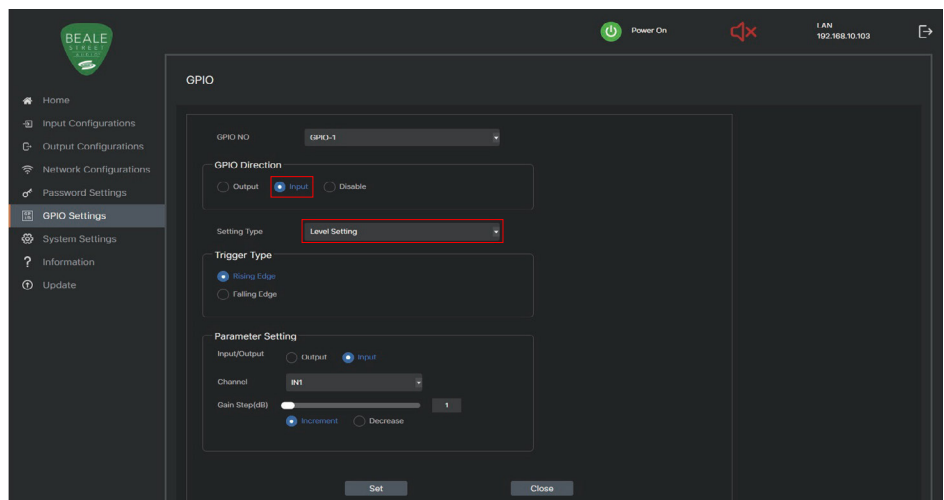 BEALE
STREET
AUDIO
Power On
LAN
192.168.10.103
GPIO
Home
Input Configurations
Output Configurations
Network Configurations
Password Settings
GPIO Settings
System Settings
Information
Update
GPIO NO GPIO-1
GPIO Direction
Output Input Disable
Setting Type Level Setting
Trigger Type
Rising Edge
Falling Edge
Parameter Setting
Input/Output Output Input
Channel IN1
Gain Step(dB) 1
Increment Decrease
Set Close